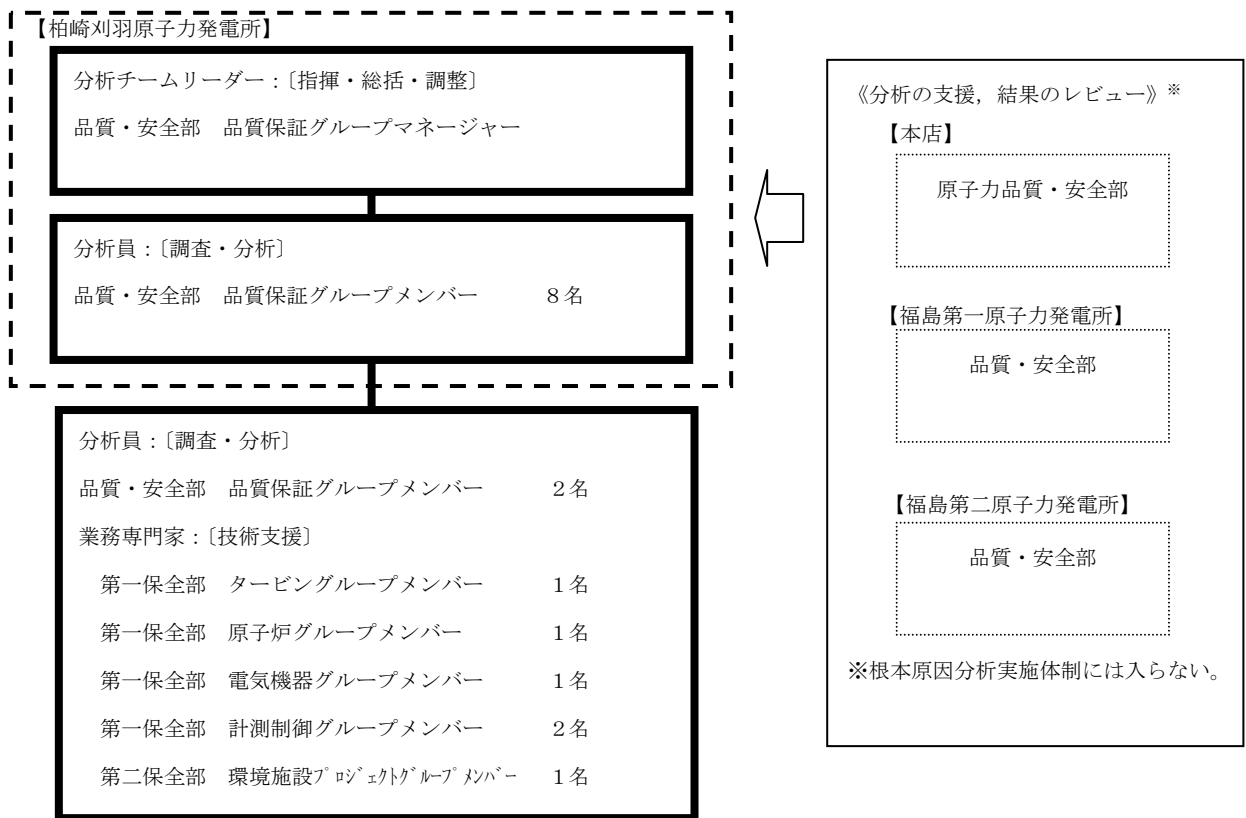 【柏崎刈羽原子力発電所】
分析チームリーダー:〔指揮・総括・調整〕
品質・安全部 品質保証グループマネージャー
分析員:〔調査・分析〕
品質・安全部 品質保証グループメンバー 8名
分析員:〔調査・分析〕
品質・安全部 品質保証グループメンバー 2名
業務専門家:〔技術支援〕
第一保全部 タービングループメンバー 1名
第一保全部 原子炉グループメンバー 1名
第一保全部 電気機器グループメンバー 1名
第一保全部 計測制御グループメンバー 2名
第二保全部 環境施設プロジェクトグループメンバー 1名
《分析の支援,結果のレビュー》※
【本店】
原子力品質・安全部
【福島第一原子力発電所】
品質・安全部
【福島第二原子力発電所】
品質・安全部
※根本原因分析実施体制には入らない。